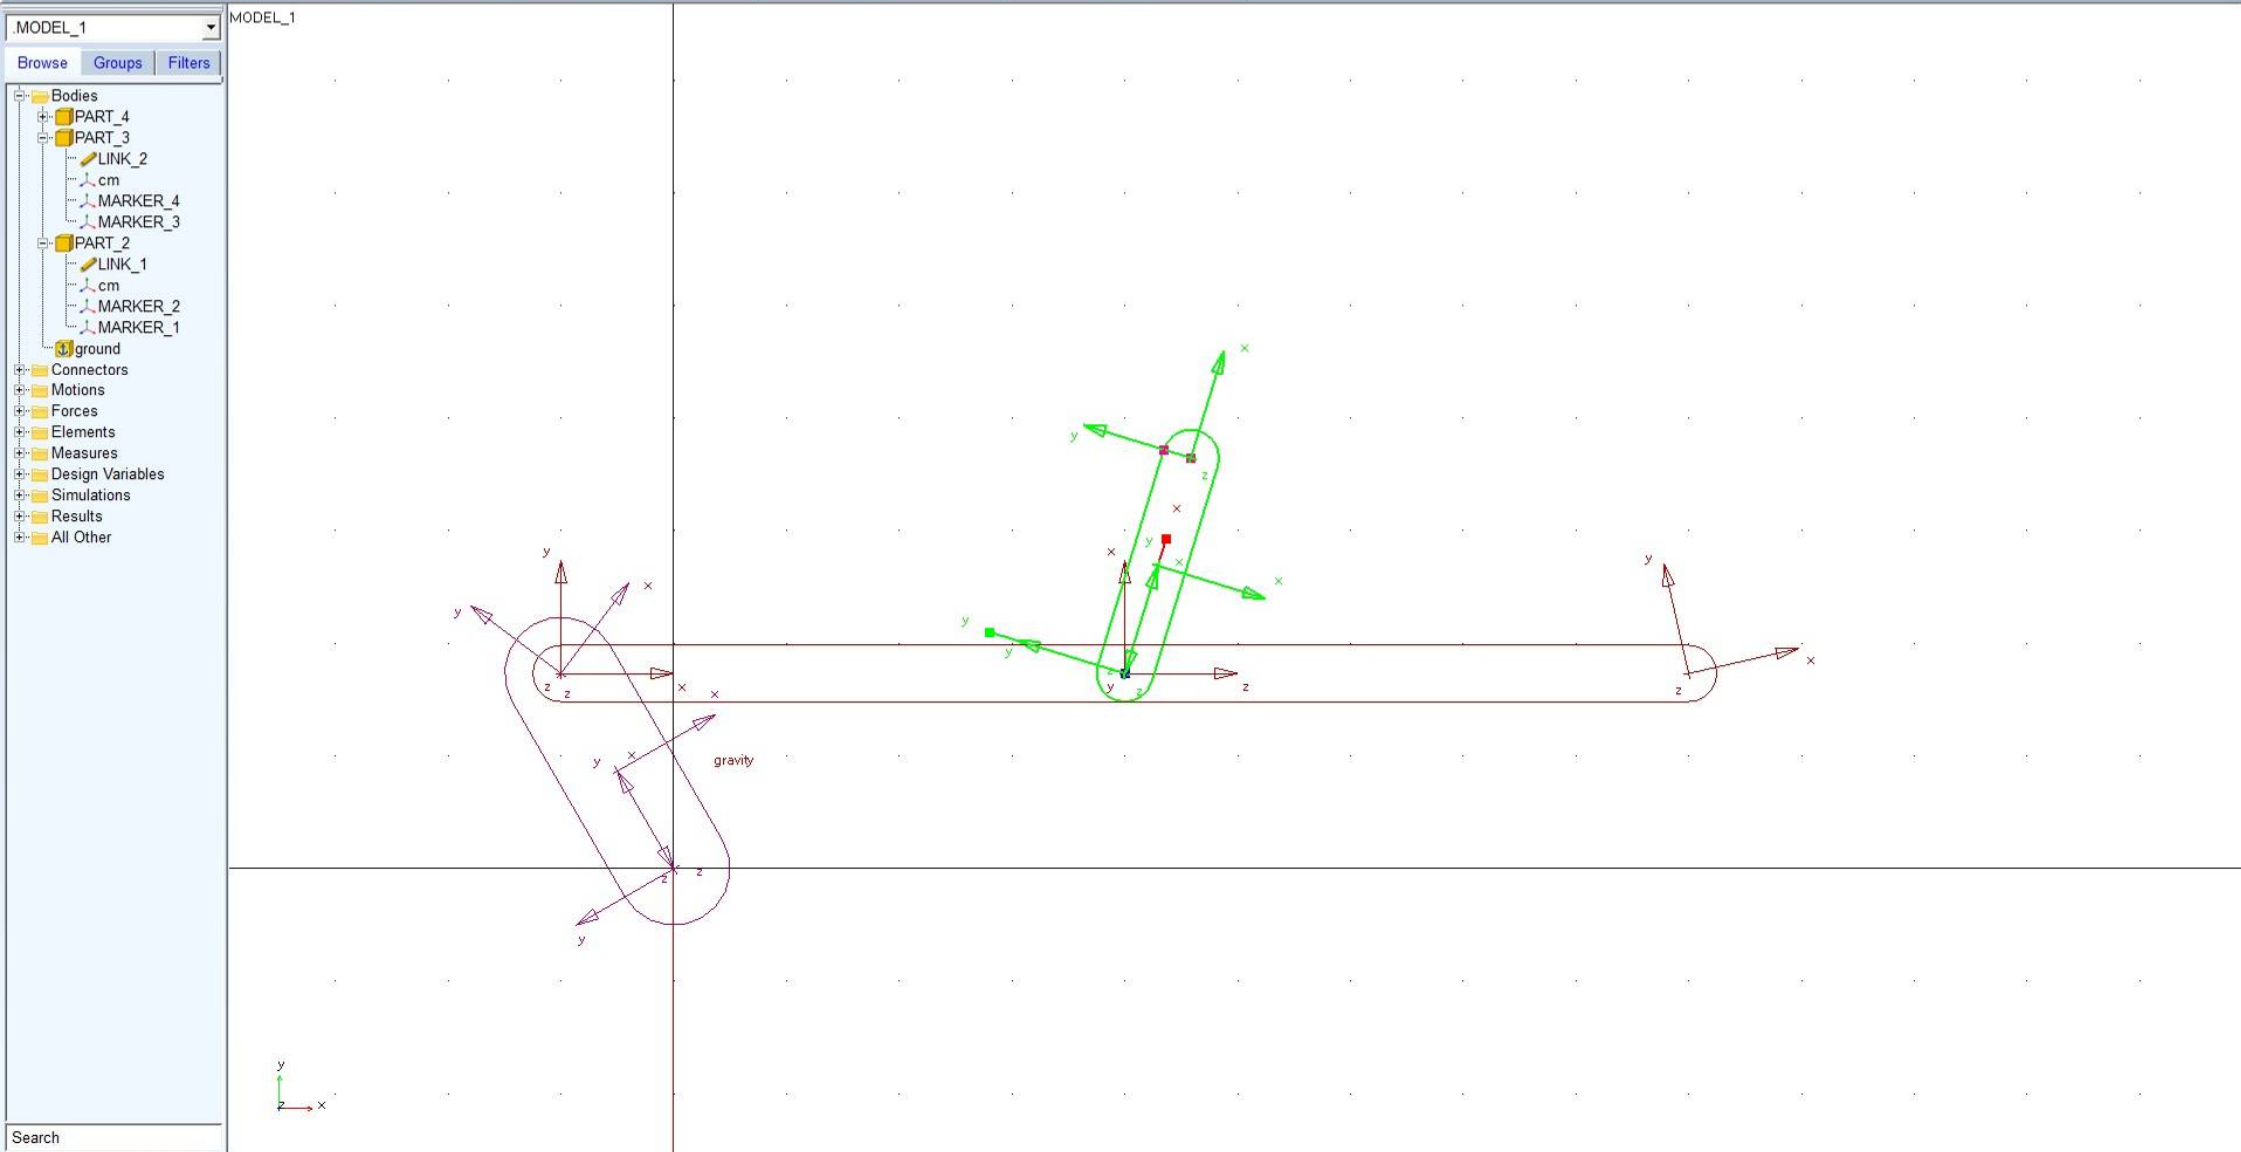 .MODEL_1
MODEL_1
Browse Groups Filters
Bodies
PART_4
PART_3
LINK_2
cm
MARKER_4
MARKER_3
PART_2
LINK_1
cm
MARKER_2
MARKER_1
ground
Connectors
Motions
Forces
Elements
Measures
Design Variables
Simulations
Results
All Other
Search
x
y
z
x
y
x
x
y
x
y
y
x
y
x
y
x
z
z
x
x
y
z
y
z
z
z
x
z
y
x
gravity
z
z
y
y
z x